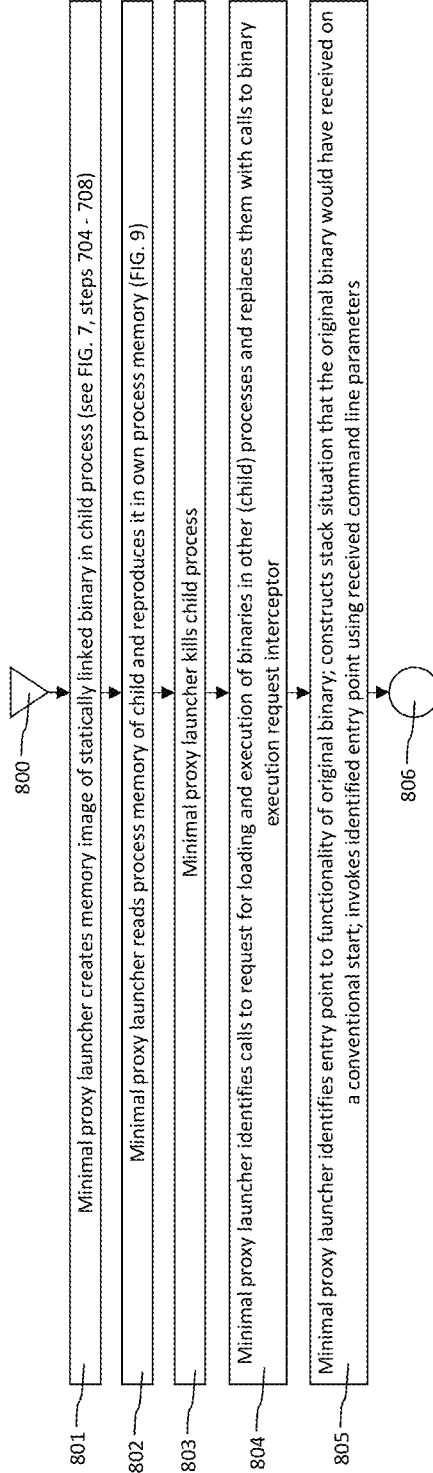 800
801
Minimal proxy launcher creates memory image of statically linked binary in child process (see FIG. 7, steps 704 - 708)
802
Minimal proxy launcher reads process memory of child and reproduces it in own process memory (FIG. 9)
803
Minimal proxy launcher kills child process
804
Minimal proxy launcher identifies calls to request for loading and execution of binaries in other (child) processes and replaces them with calls to binary
execution request interceptor
805
Minimal proxy launcher identifies entry point to functionality of original binary; constructs stack situation that the original binary would have received on
a conventional start; invokes identified entry point using received command line parameters
806